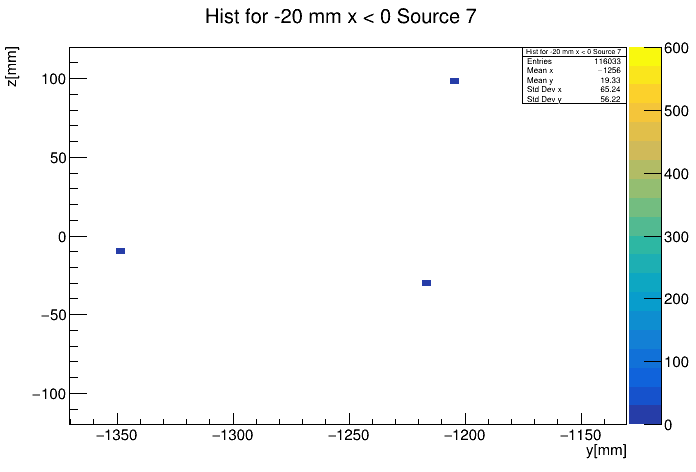 Hist for -20 mm x < 0 Source 7
z[mm]
Hist for -20 mm x < 0 Source 7
Entries 116033
Mean x −1256
Mean y 19.33
Std Dev x 65.24
Std Dev y 56.22
100
50
0
−50
−100
−1350 −1300 −1250 −1200 −1150
y[mm]
600
500
400
300
200
100
0